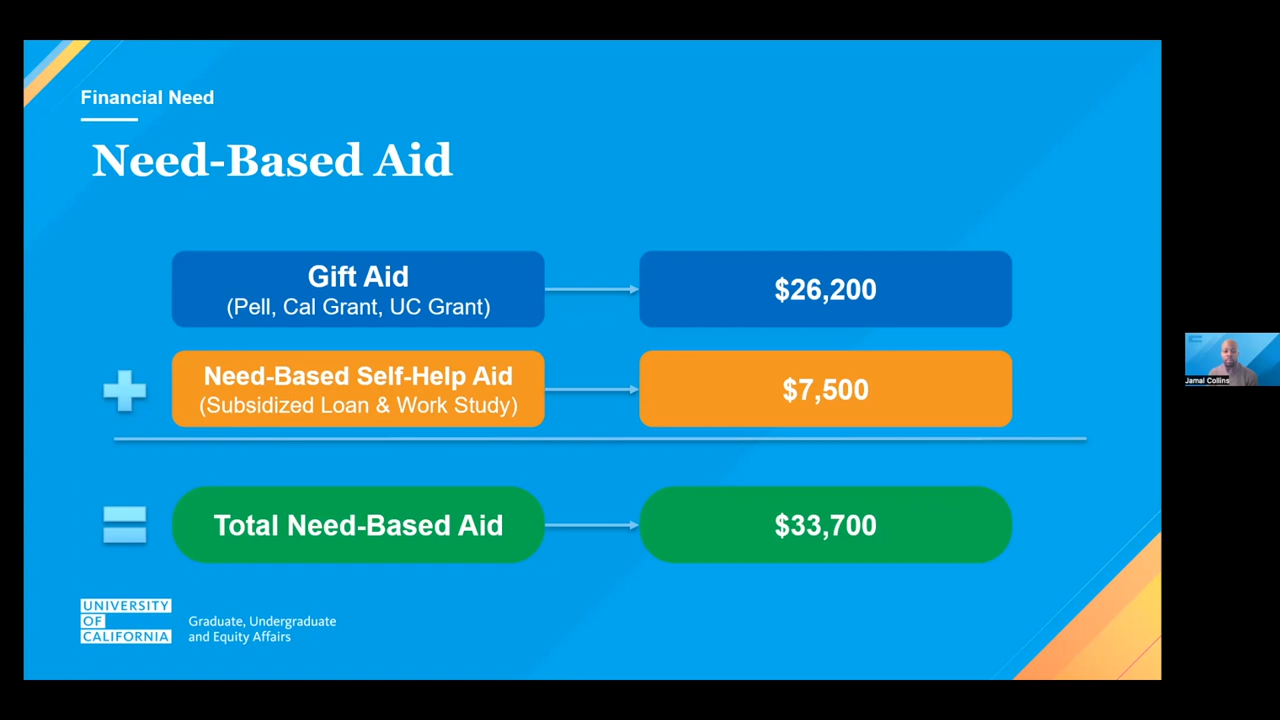 Financial Need
Need-Based Aid
Gift Aid
(Pell, Cal Grant, UC Grant)
$26,200
Need-Based Self-Help Aid
(Subsidized Loan & Work Study)
$7,500
Total Need-Based Aid
$33,700
UNIVERSITY
OF
CALIFORNIA
Graduate, Undergraduate
and Equity Affairs
Jamal Collins